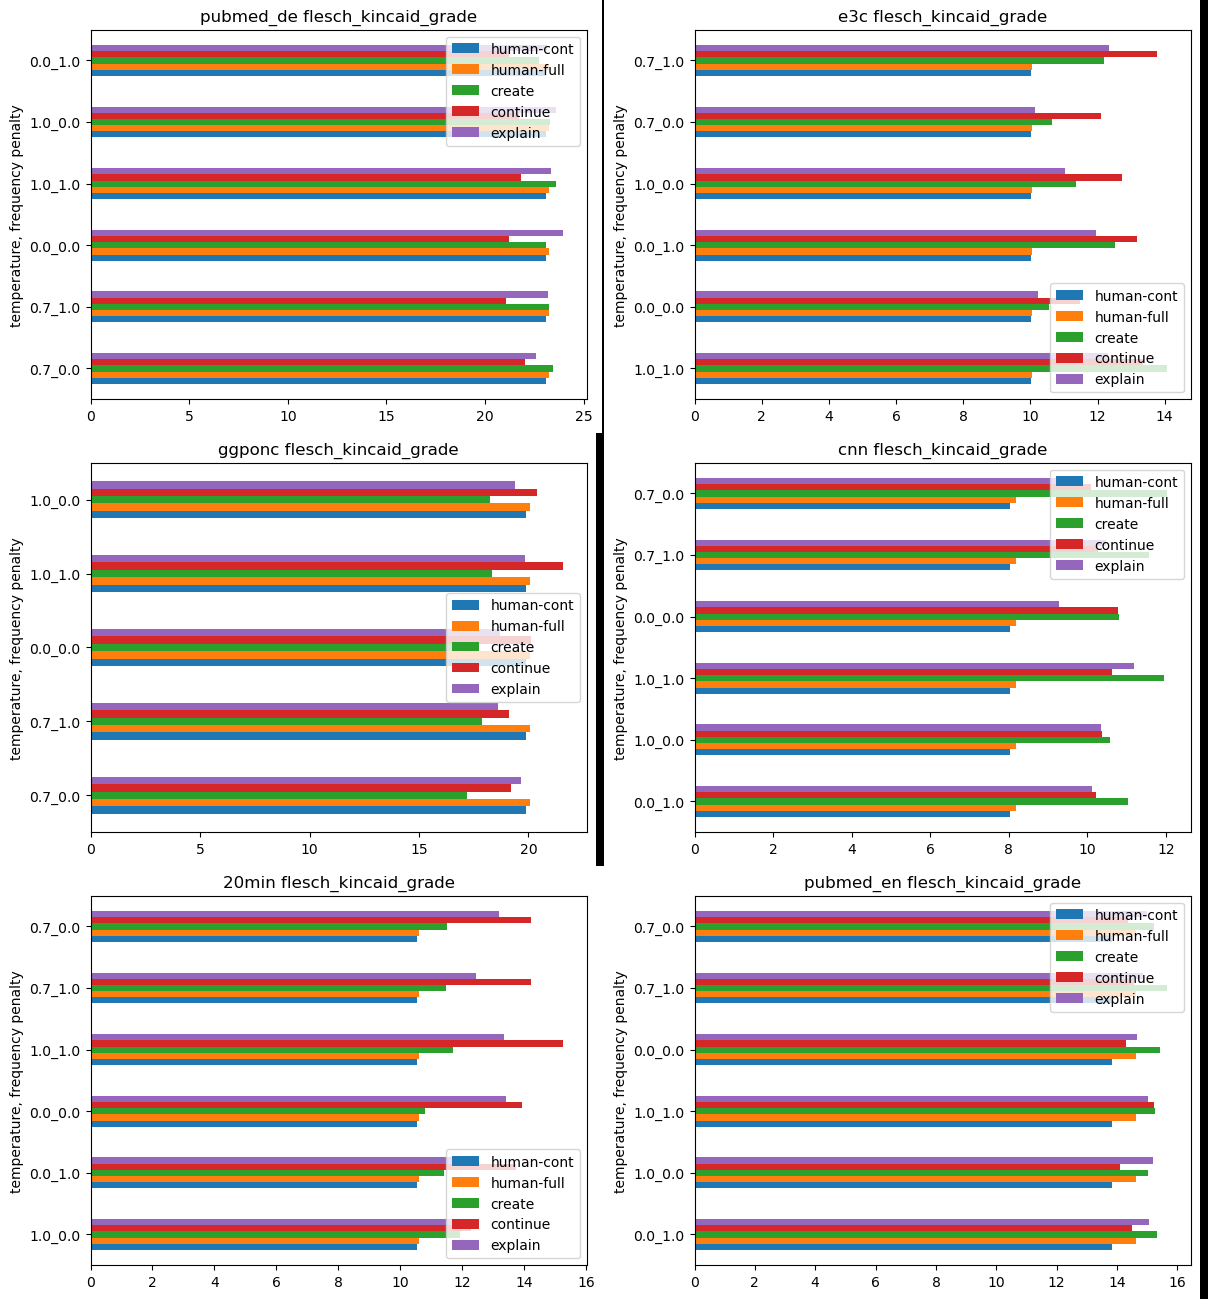 pubmed_de flesch_kincaid_grade
temperature, frequency penalty
0.0_1.0
1.0_0.0
1.0_1.0
0.0_0.0
0.7_1.0
0.7_0.0
0 5 10 15 20 25
human-cont
human-full
create
continue
explain
e3c flesch_kincaid_grade
temperature, frequency penalty
0.7_1.0
0.7_0.0
1.0_0.0
0.0_1.0
0.0_0.0
1.0_1.0
0 2 4 6 8 10 12 14
human-cont
human-full
create
continue
explain
ggponc flesch_kincaid_grade
temperature, frequency penalty
1.0_0.0
1.0_1.0
0.0_0.0
0.7_1.0
0.7_0.0
0 5 10 15 20
human-cont
human-full
create
continue
explain
cnn flesch_kincaid_grade
temperature, frequency penalty
0.7_0.0
0.7_1.0
0.0_0.0
1.0_1.0
1.0_0.0
0.0_1.0
0 2 4 6 8 10 12
human-cont
human-full
create
continue
explain
20min flesch_kincaid_grade
temperature, frequency penalty
0.7_0.0
0.7_1.0
1.0_1.0
0.0_0.0
0.0_1.0
1.0_0.0
0 2 4 6 8 10 12 14 16
human-cont
human-full
create
continue
explain
pubmed_en flesch_kincaid_grade
temperature, frequency penalty
0.7_0.0
0.7_1.0
0.0_0.0
1.0_1.0
1.0_0.0
0.0_1.0
0 2 4 6 8 10 12 14 16
human-cont
human-full
create
continue
explain